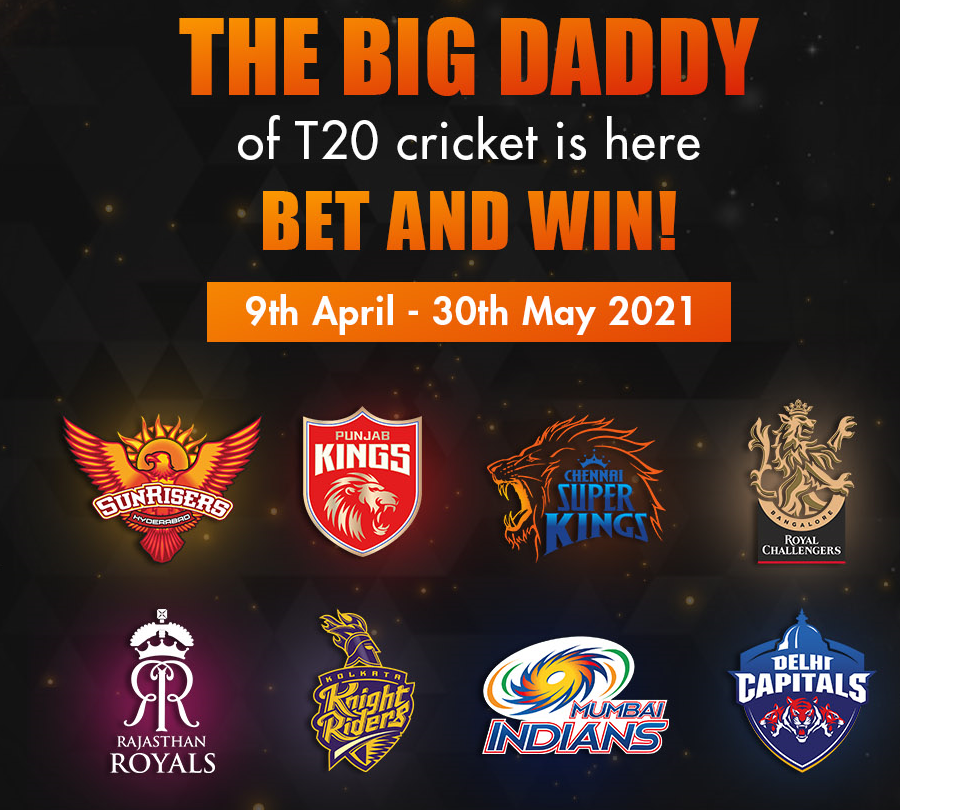 THE BIG DADDY
of T20 cricket is here
BET AND WIN!
9th April - 30th May 2021
SUNRISERS
HYDERABAD
PUNJAB
KINGS
CHENNAI
SUPER
KINGS
BANGALORE
ROYAL
CHALLENGERS
RAJASTHAN
ROYALS
KOLKATA
Knight
Riders
MUMBAI
INDIANS
DELHI
CAPITALS